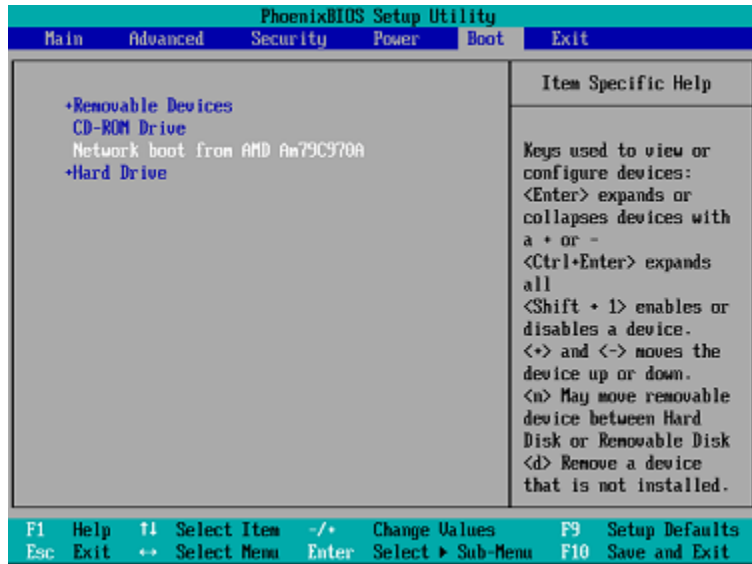 PhoenixBIOS Setup Utility
Main Advanced Security Power Boot Exit
+Removable Devices
CD-ROM Drive
Network boot from AMD Am79C970A
+Hard Drive
Item Specific Help
Keys used to view or
configure devices:
<Enter> expands or
collapses devices with
a + or -
<Ctrl+Enter> expands
all
<Shift + 1> enables or
disables a device.
<+> and <-> moves the
device up or down.
<n> May move removable
device between Hard
Disk or Removable Disk
<d> Remove a device
that is not installed.
F1 Help ↑↓ Select Item -/+ Change Values F9 Setup Defaults
Esc Exit ↔ Select Menu Enter Select ▶ Sub-Menu F10 Save and Exit